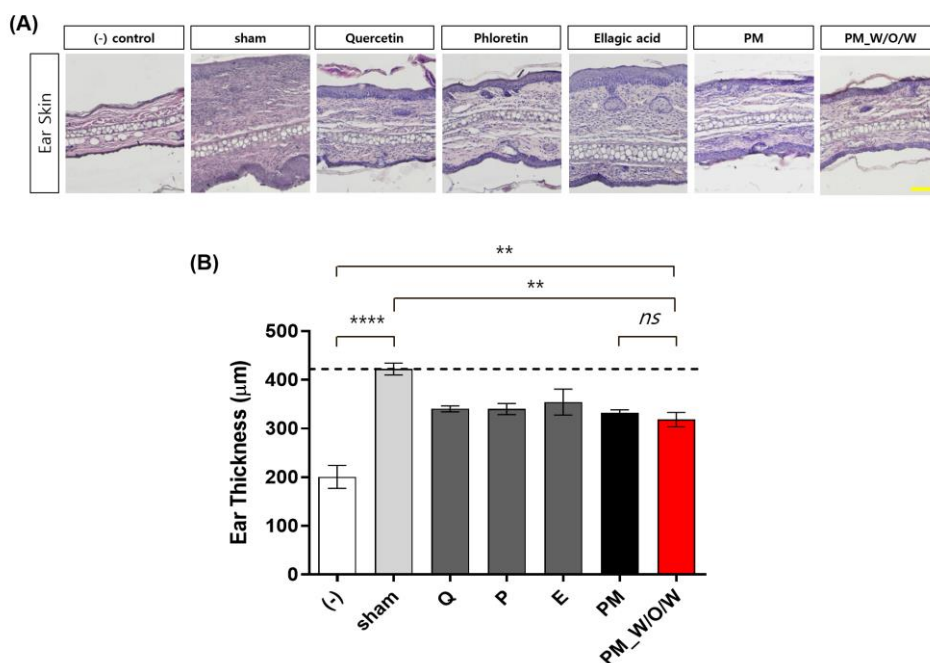 (A)
(-) control sham Quercetin Phloretin Ellagic acid PM PM_W/O/W
Ear Skin
(B)
**
**
**** ns
500
400
300
200
100
0
Ear Thickness (μm)
(-) sham Q P E PM PM_W/O/W